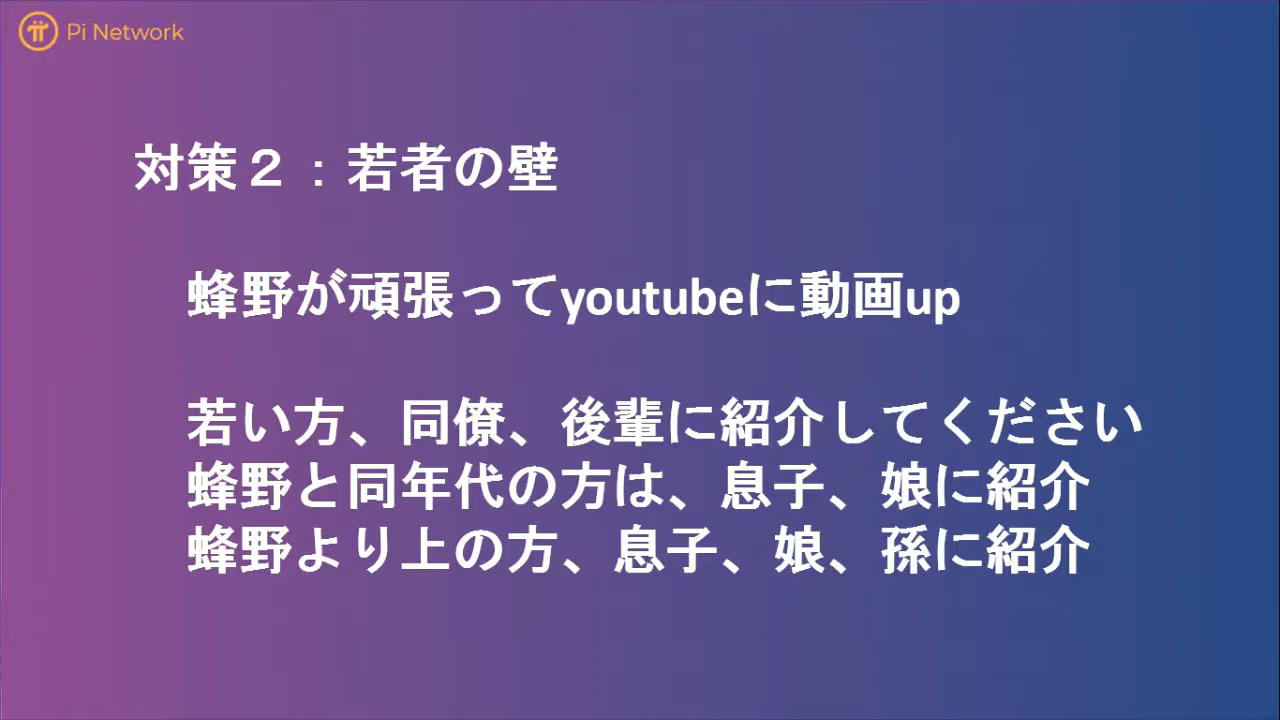 Pi Network
対策２：若者の壁
蜂野が頑張ってyoutubeに動画up
若い方、同僚、後輩に紹介してください
蜂野と同年代の方は、息子、娘に紹介
蜂野より上の方、息子、娘、孫に紹介